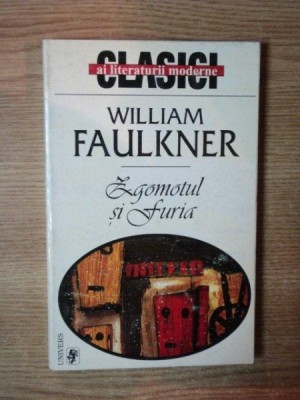 CLASICI
ai literaturii moderne
WILLIAM
FAULKNER
Zgomotul
și Furia
UNIVERS